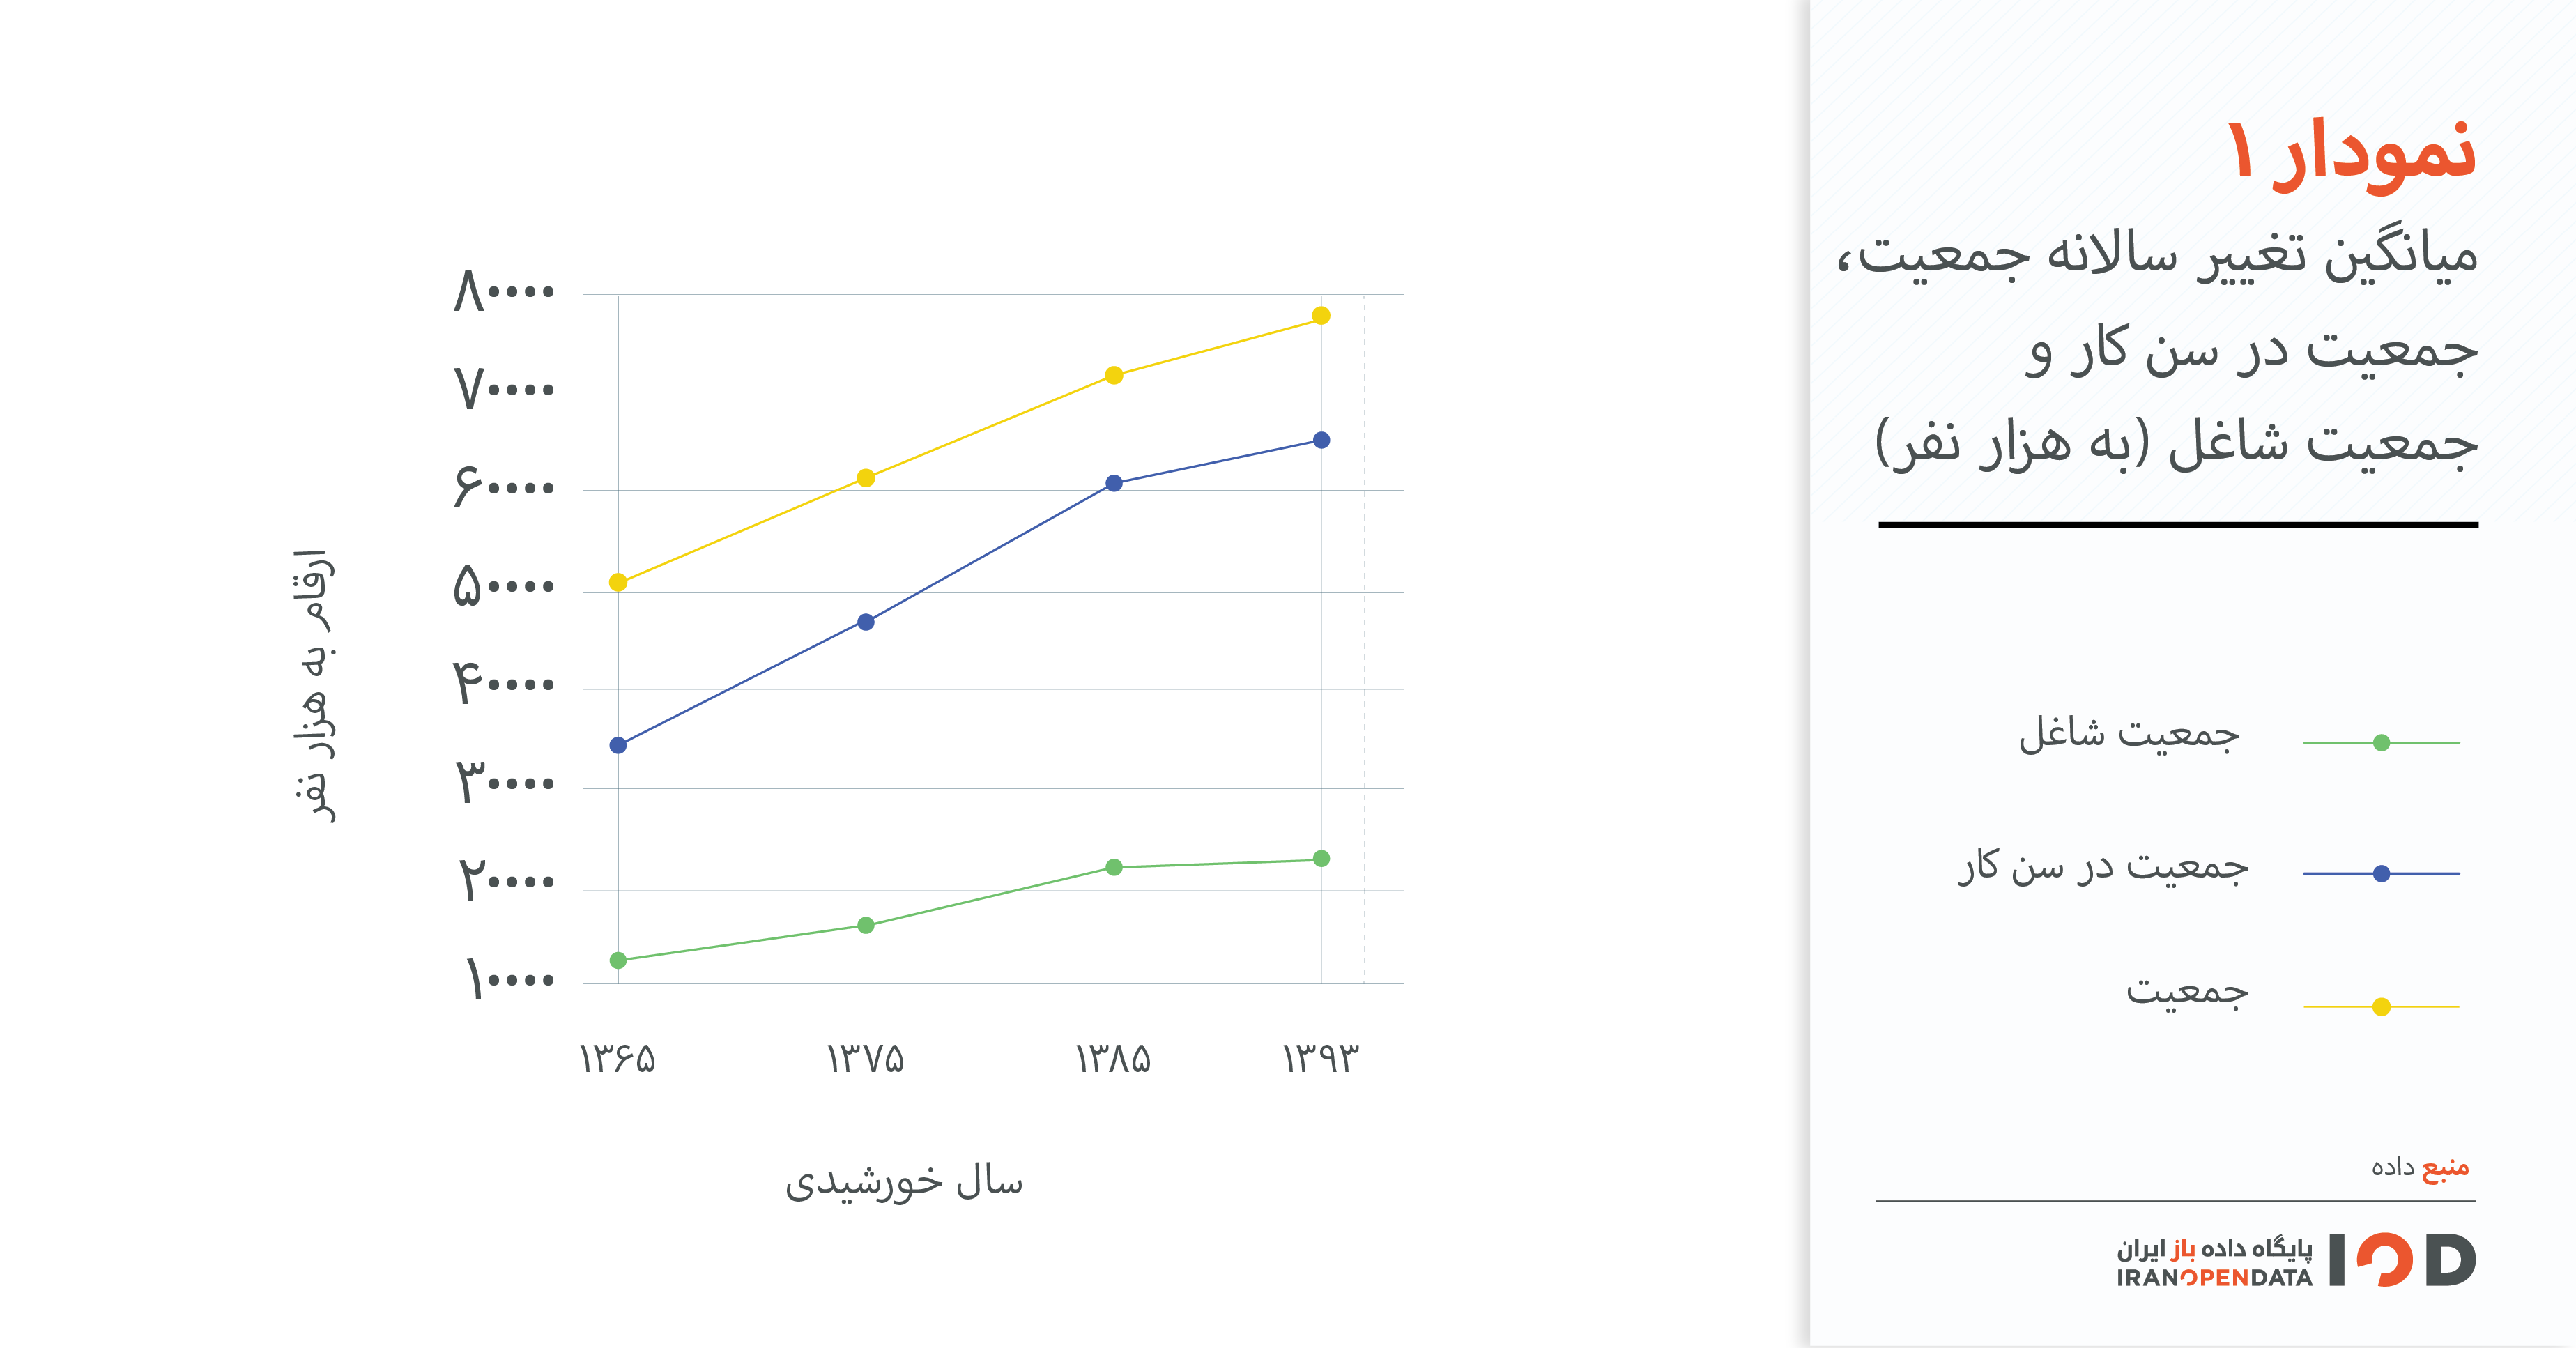 نمودار ۱
میانگین تغییر سالانه جمعیت،
جمعیت در سن کار و
جمعیت شاغل (به هزار نفر)
جمعیت شاغل
جمعیت در سن کار
جمعیت
ارقام به هزار نفر
۸۰۰۰۰
۷۰۰۰۰
۶۰۰۰۰
۵۰۰۰۰
۴۰۰۰۰
۳۰۰۰۰
۲۰۰۰۰
۱۰۰۰۰
۱۳۶۵ ۱۳۷۵ ۱۳۸۵ ۱۳۹۳
سال خورشیدی
منبع داده
پایگاه داده باز ایران
IRANOPENDATA
IOD